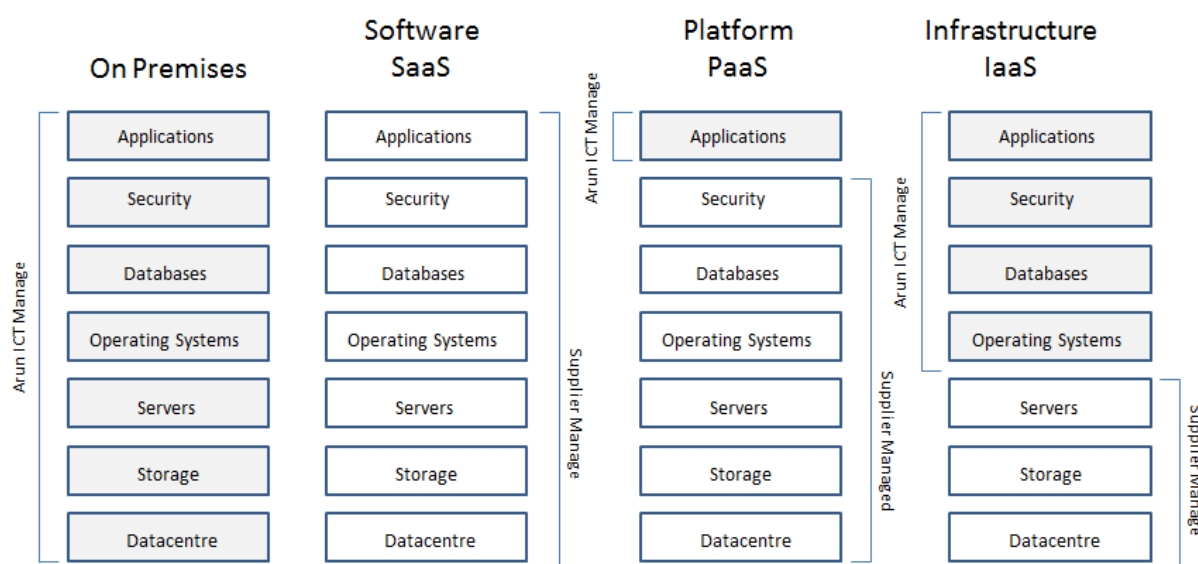 On Premises
Software
SaaS
Platform
PaaS
Infrastructure
IaaS
Arun ICT Manage
Applications
Security
Databases
Operating Systems
Servers
Storage
Datacentre
Applications
Security
Databases
Operating Systems
Servers
Storage
Datacentre
Supplier Manage
Arun ICT Manage
Applications
Security
Databases
Operating Systems
Servers
Storage
Datacentre
Supplier Managed
Arun ICT Manage
Applications
Security
Databases
Operating Systems
Servers
Storage
Datacentre
Supplier Manage